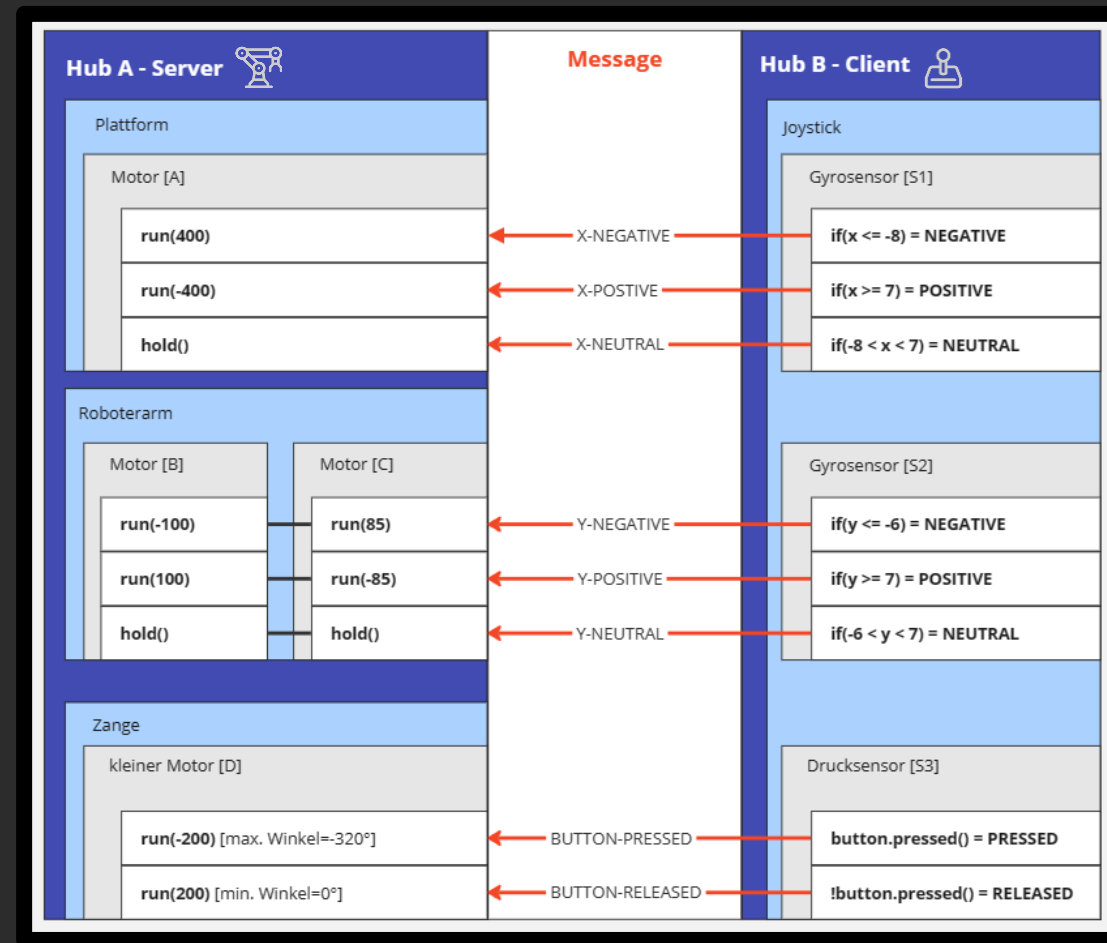 Hub A - Server
Message
Hub B - Client
Plattform
Joystick
Motor [A]
Gyrosensor [S1]
run(400)
X-NEGATIVE
if(x <= -8) = NEGATIVE
run(-400)
X-POSTIVE
if(x >= 7) = POSITIVE
hold()
X-NEUTRAL
if(-8 < x < 7) = NEUTRAL
Roboterarm
Motor [B]
Motor [C]
Gyrosensor [S2]
run(-100)
run(85)
Y-NEGATIVE
if(y <= -6) = NEGATIVE
run(100)
run(-85)
Y-POSITIVE
if(y >= 7) = POSITIVE
hold()
hold()
Y-NEUTRAL
if(-6 < y < 7) = NEUTRAL
Zange
kleiner Motor [D]
Drucksensor [S3]
run(-200) [max. Winkel=-320°]
BUTTON-PRESSED
button.pressed() = PRESSED
run(200) [min. Winkel=0°]
BUTTON-RELEASED
!button.pressed() = RELEASED